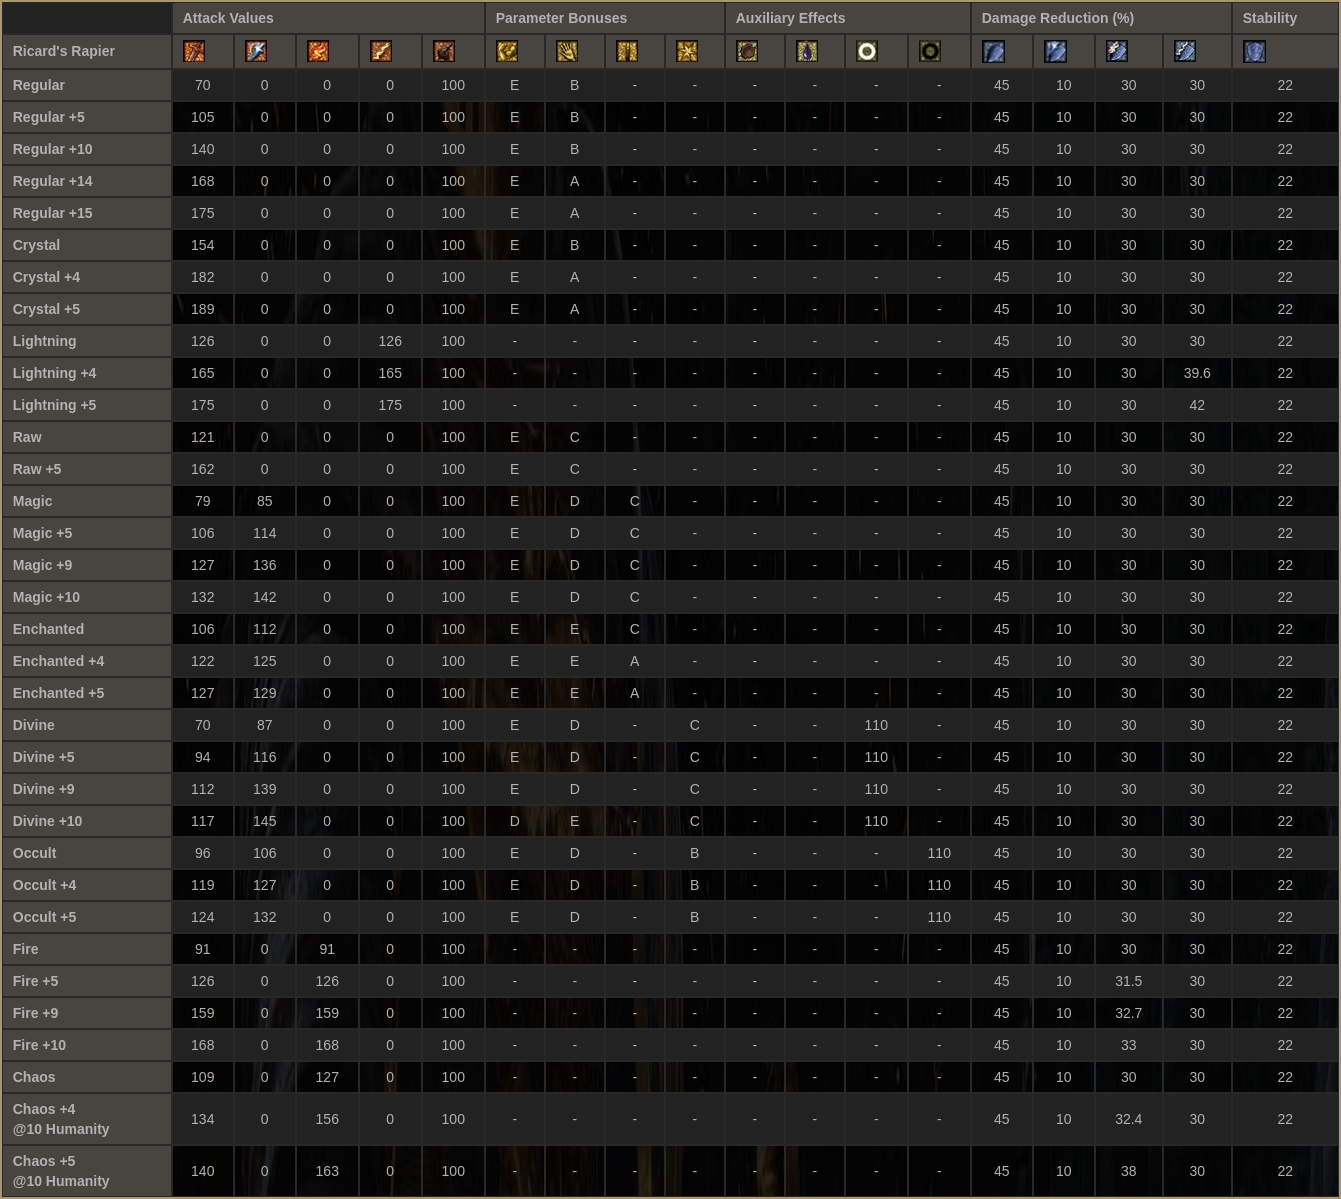 Attack Values Parameter Bonuses Auxiliary Effects Damage Reduction (%) Stability
Ricard's Rapier
Regular 70 0 0 0 100 E B - - - - - - 45 10 30 30 22
Regular +5 105 0 0 0 100 E B - - - - - - 45 10 30 30 22
Regular +10 140 0 0 0 100 E B - - - - - - 45 10 30 30 22
Regular +14 168 0 0 0 100 E A - - - - - - 45 10 30 30 22
Regular +15 175 0 0 0 100 E A - - - - - - 45 10 30 30 22
Crystal 154 0 0 0 100 E B - - - - - - 45 10 30 30 22
Crystal +4 182 0 0 0 100 E A - - - - - - 45 10 30 30 22
Crystal +5 189 0 0 0 100 E A - - - - - - 45 10 30 30 22
Lightning 126 0 0 126 100 - - - - - - - - 45 10 30 30 22
Lightning +4 165 0 0 165 100 - - - - - - - - 45 10 30 39.6 22
Lightning +5 175 0 0 175 100 - - - - - - - - 45 10 30 42 22
Raw 121 0 0 0 100 E C - - - - - - 45 10 30 30 22
Raw +5 162 0 0 0 100 E C - - - - - - 45 10 30 30 22
Magic 79 85 0 0 100 E D C - - - - - 45 10 30 30 22
Magic +5 106 114 0 0 100 E D C - - - - - 45 10 30 30 22
Magic +9 127 136 0 0 100 E D C - - - - - 45 10 30 30 22
Magic +10 132 142 0 0 100 E D C - - - - - 45 10 30 30 22
Enchanted 106 112 0 0 100 E E C - - - - - 45 10 30 30 22
Enchanted +4 122 125 0 0 100 E E A - - - - - 45 10 30 30 22
Enchanted +5 127 129 0 0 100 E E A - - - - - 45 10 30 30 22
Divine 70 87 0 0 100 E D - C - - 110 - 45 10 30 30 22
Divine +5 94 116 0 0 100 E D - C - - 110 - 45 10 30 30 22
Divine +9 112 139 0 0 100 E D - C - - 110 - 45 10 30 30 22
Divine +10 117 145 0 0 100 D E - C - - 110 - 45 10 30 30 22
Occult 96 106 0 0 100 E D - B - - - 110 45 10 30 30 22
Occult +4 119 127 0 0 100 E D - B - - - 110 45 10 30 30 22
Occult +5 124 132 0 0 100 E D - B - - - 110 45 10 30 30 22
Fire 91 0 91 0 100 - - - - - - - - 45 10 30 30 22
Fire +5 126 0 126 0 100 - - - - - - - - 45 10 31.5 30 22
Fire +9 159 0 159 0 100 - - - - - - - - 45 10 32.7 30 22
Fire +10 168 0 168 0 100 - - - - - - - - 45 10 33 30 22
Chaos 109 0 127 0 100 - - - - - - - - 45 10 30 30 22
Chaos +4
@10 Humanity 134 0 156 0 100 - - - - - - - - 45 10 32.4 30 22
Chaos +5
@10 Humanity 140 0 163 0 100 - - - - - - - - 45 10 38 30 22